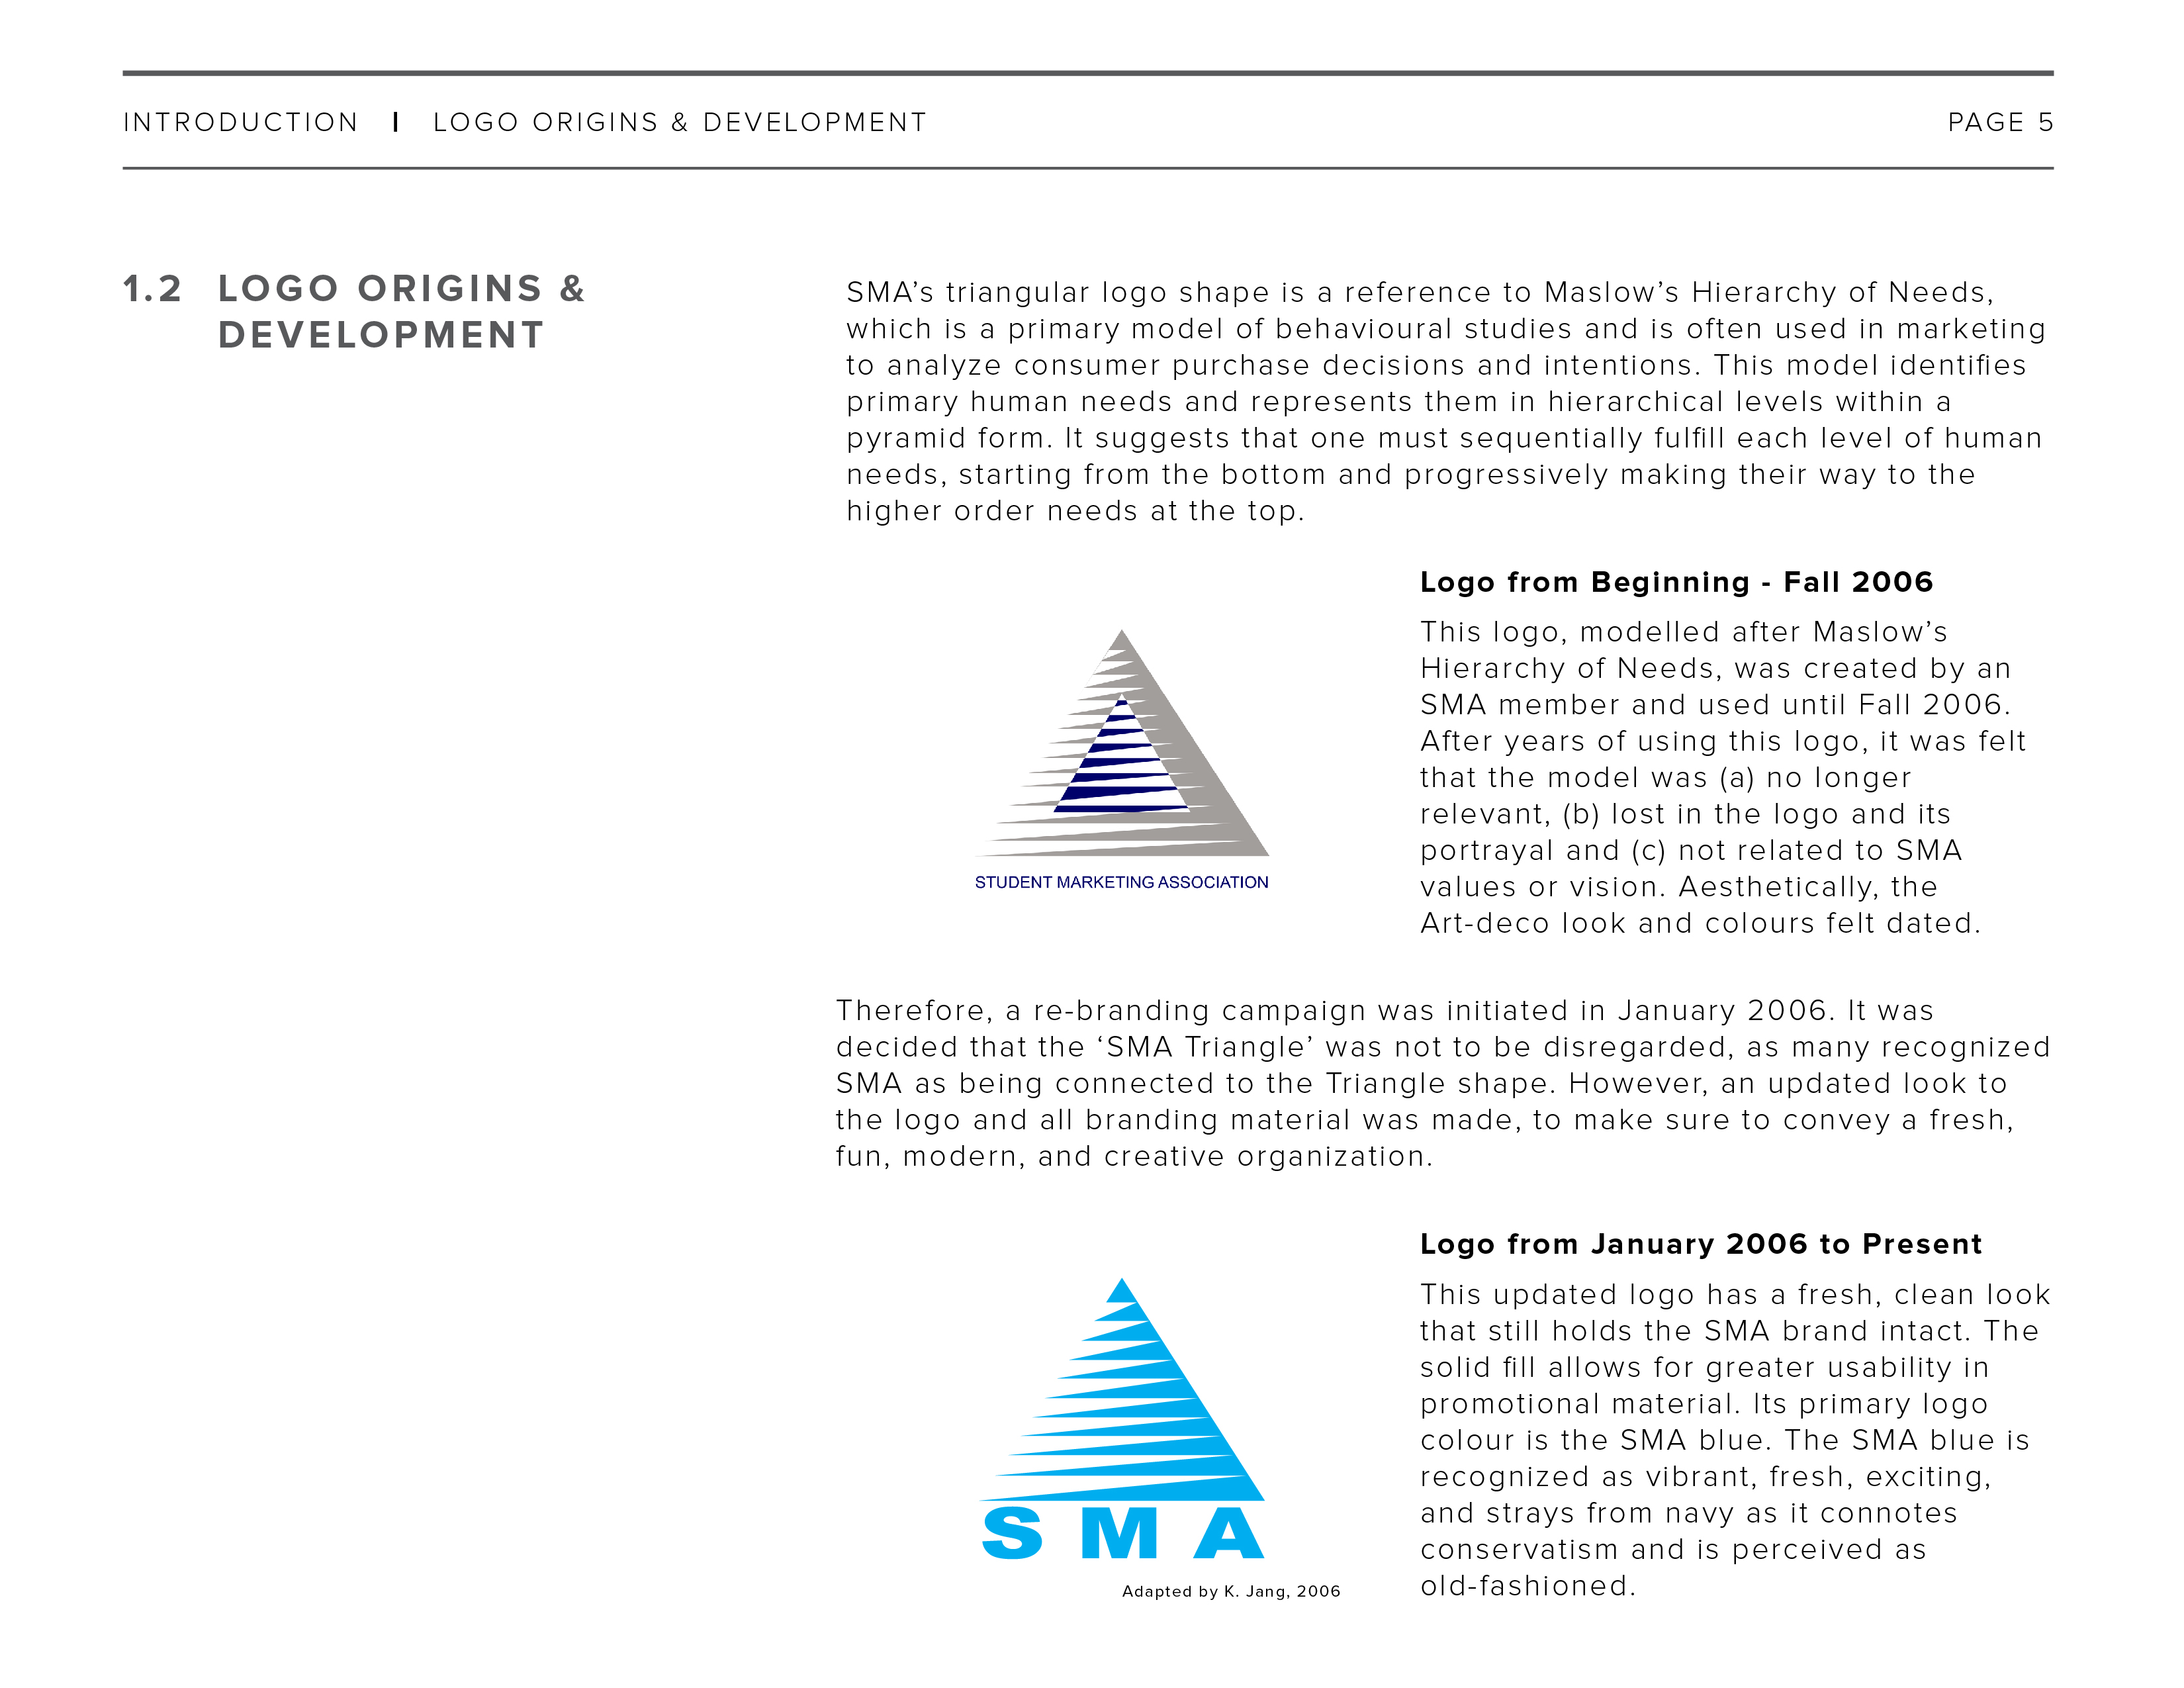 INTRODUCTION | LOGO ORIGINS & DEVELOPMENT
PAGE 5
1.2 LOGO ORIGINS &
DEVELOPMENT
SMA’s triangular logo shape is a reference to Maslow’s Hierarchy of Needs,
which is a primary model of behavioural studies and is often used in marketing
to analyze consumer purchase decisions and intentions. This model identifies
primary human needs and represents them in hierarchical levels within a
pyramid form. It suggests that one must sequentially fulfill each level of human
needs, starting from the bottom and progressively making their way to the
higher order needs at the top.
STUDENT MARKETING ASSOCIATION
Logo from Beginning - Fall 2006
This logo, modelled after Maslow’s
Hierarchy of Needs, was created by an
SMA member and used until Fall 2006.
After years of using this logo, it was felt
that the model was (a) no longer
relevant, (b) lost in the logo and its
portrayal and (c) not related to SMA
values or vision. Aesthetically, the
Art-deco look and colours felt dated.
Therefore, a re-branding campaign was initiated in January 2006. It was
decided that the ‘SMA Triangle’ was not to be disregarded, as many recognized
SMA as being connected to the Triangle shape. However, an updated look to
the logo and all branding material was made, to make sure to convey a fresh,
fun, modern, and creative organization.
SMA
Adapted by K. Jang, 2006
Logo from January 2006 to Present
This updated logo has a fresh, clean look
that still holds the SMA brand intact. The
solid fill allows for greater usability in
promotional material. Its primary logo
colour is the SMA blue. The SMA blue is
recognized as vibrant, fresh, exciting,
and strays from navy as it connotes
conservatism and is perceived as
old-fashioned.